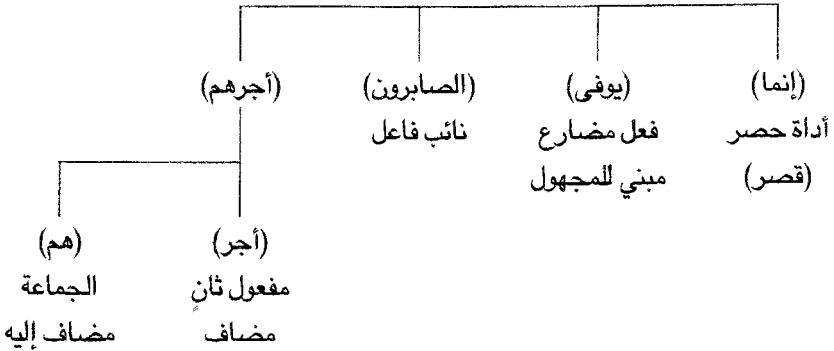 (إنما) (يوفى) (الصابرون) (أجرهم)
أداة حصر فعل مضارع نائب فاعل
(قصر) مبني للمجهول
(أجر) (هم)
مفعول ثانٍ الجماعة
مضاف مضاف إليه